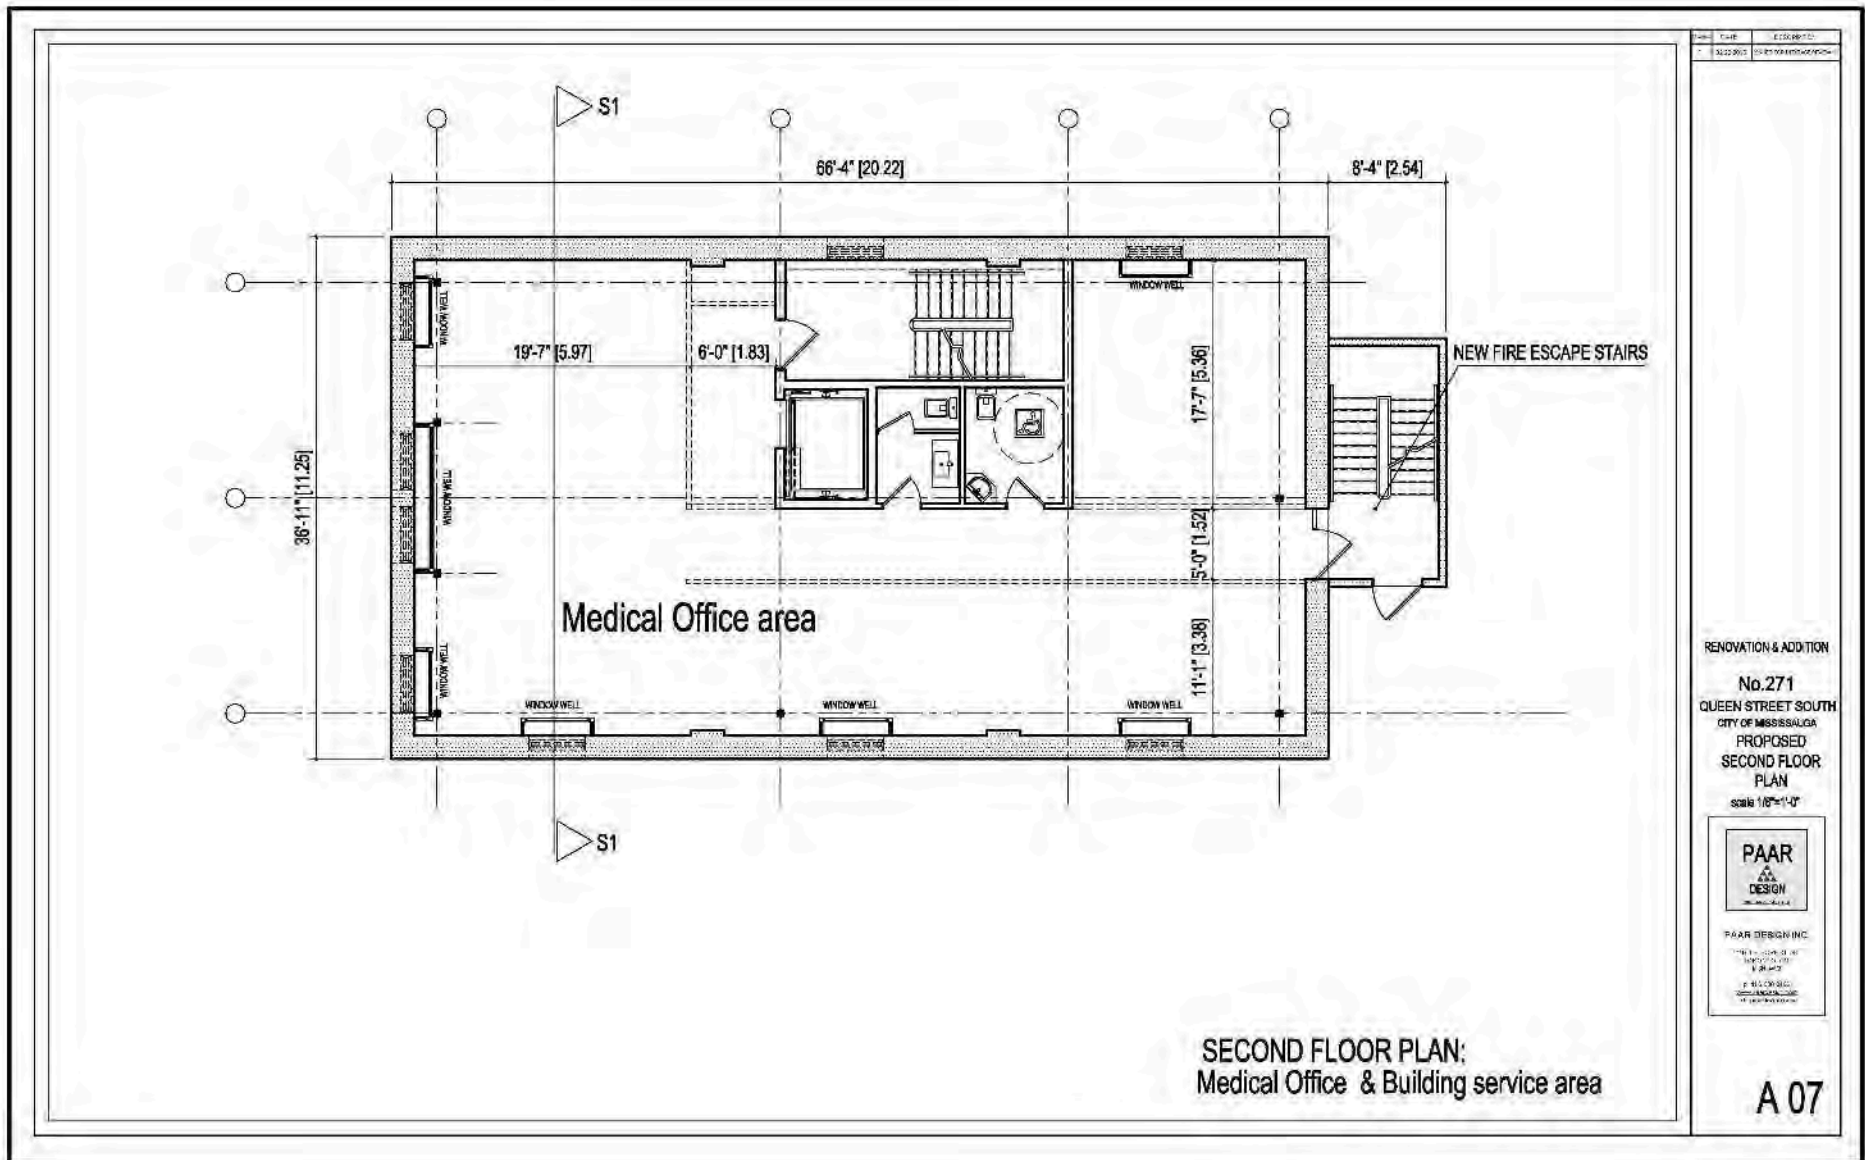 DATE
S1
66'-4" [20.22]
8'-4" [2.54]
WINDOW WELL
WINDOW WELL
19'-7" [5.97]
6'-0" [1.83]
17'-7" [5.36]
NEW FIRE ESCAPE STAIRS
36'-11" [11.25]
WINDOW WELL
5'-0" [1.52]
Medical Office area
11'-1" [3.38]
WINDOW WELL
WINDOW WELL
WINDOW WELL
WINDOW WELL
S1
SECOND FLOOR PLAN:
Medical Office & Building service area
RENOVATION & ADDITION
No.271
QUEEN STREET SOUTH
CITY OF MISSISSAUGA
PROPOSED
SECOND FLOOR
PLAN
PAAR
DESIGN
PAAR DESIGN INC.
A 07